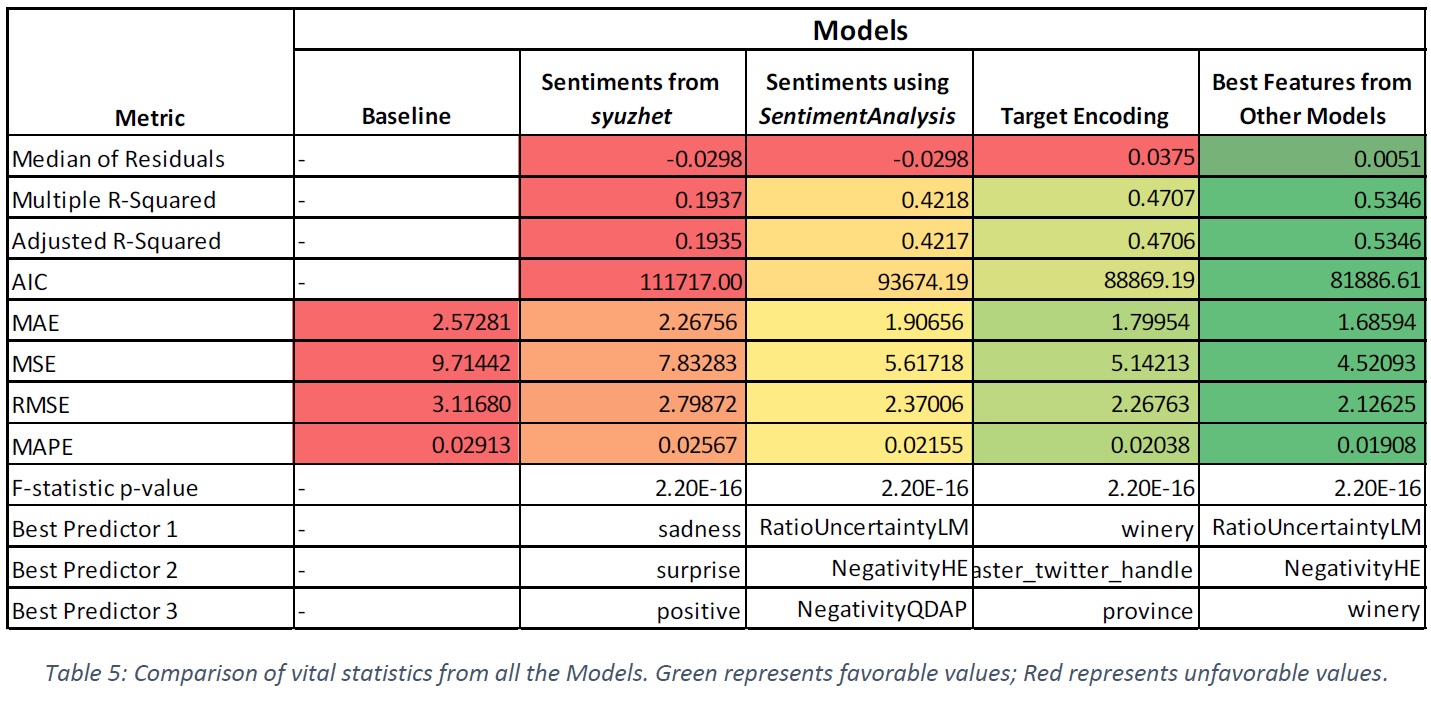 Models
Metric Baseline Sentiments from syuzhet Sentiments using SentimentAnalysis Target Encoding Best Features from Other Models
Median of Residuals - -0.0298 -0.0298 0.0375 0.0051
Multiple R-Squared - 0.1937 0.4218 0.4707 0.5346
Adjusted R-Squared - 0.1935 0.4217 0.4706 0.5346
AIC - 111717.00 93674.19 88869.19 81886.61
MAE 2.57281 2.26756 1.90656 1.79954 1.68594
MSE 9.71442 7.83283 5.61718 5.14213 4.52093
RMSE 3.11680 2.79872 2.37006 2.26763 2.12625
MAPE 0.02913 0.02567 0.02155 0.02038 0.01908
F-statistic p-value - 2.20E-16 2.20E-16 2.20E-16 2.20E-16
Best Predictor 1 - sadness RatioUncertaintyLM winery RatioUncertaintyLM
Best Predictor 2 - surprise NegativityHE aster_twitter_handle NegativityHE
Best Predictor 3 - positive NegativityQDAP province winery
Table 5: Comparison of vital statistics from all the Models. Green represents favorable values; Red represents unfavorable values.